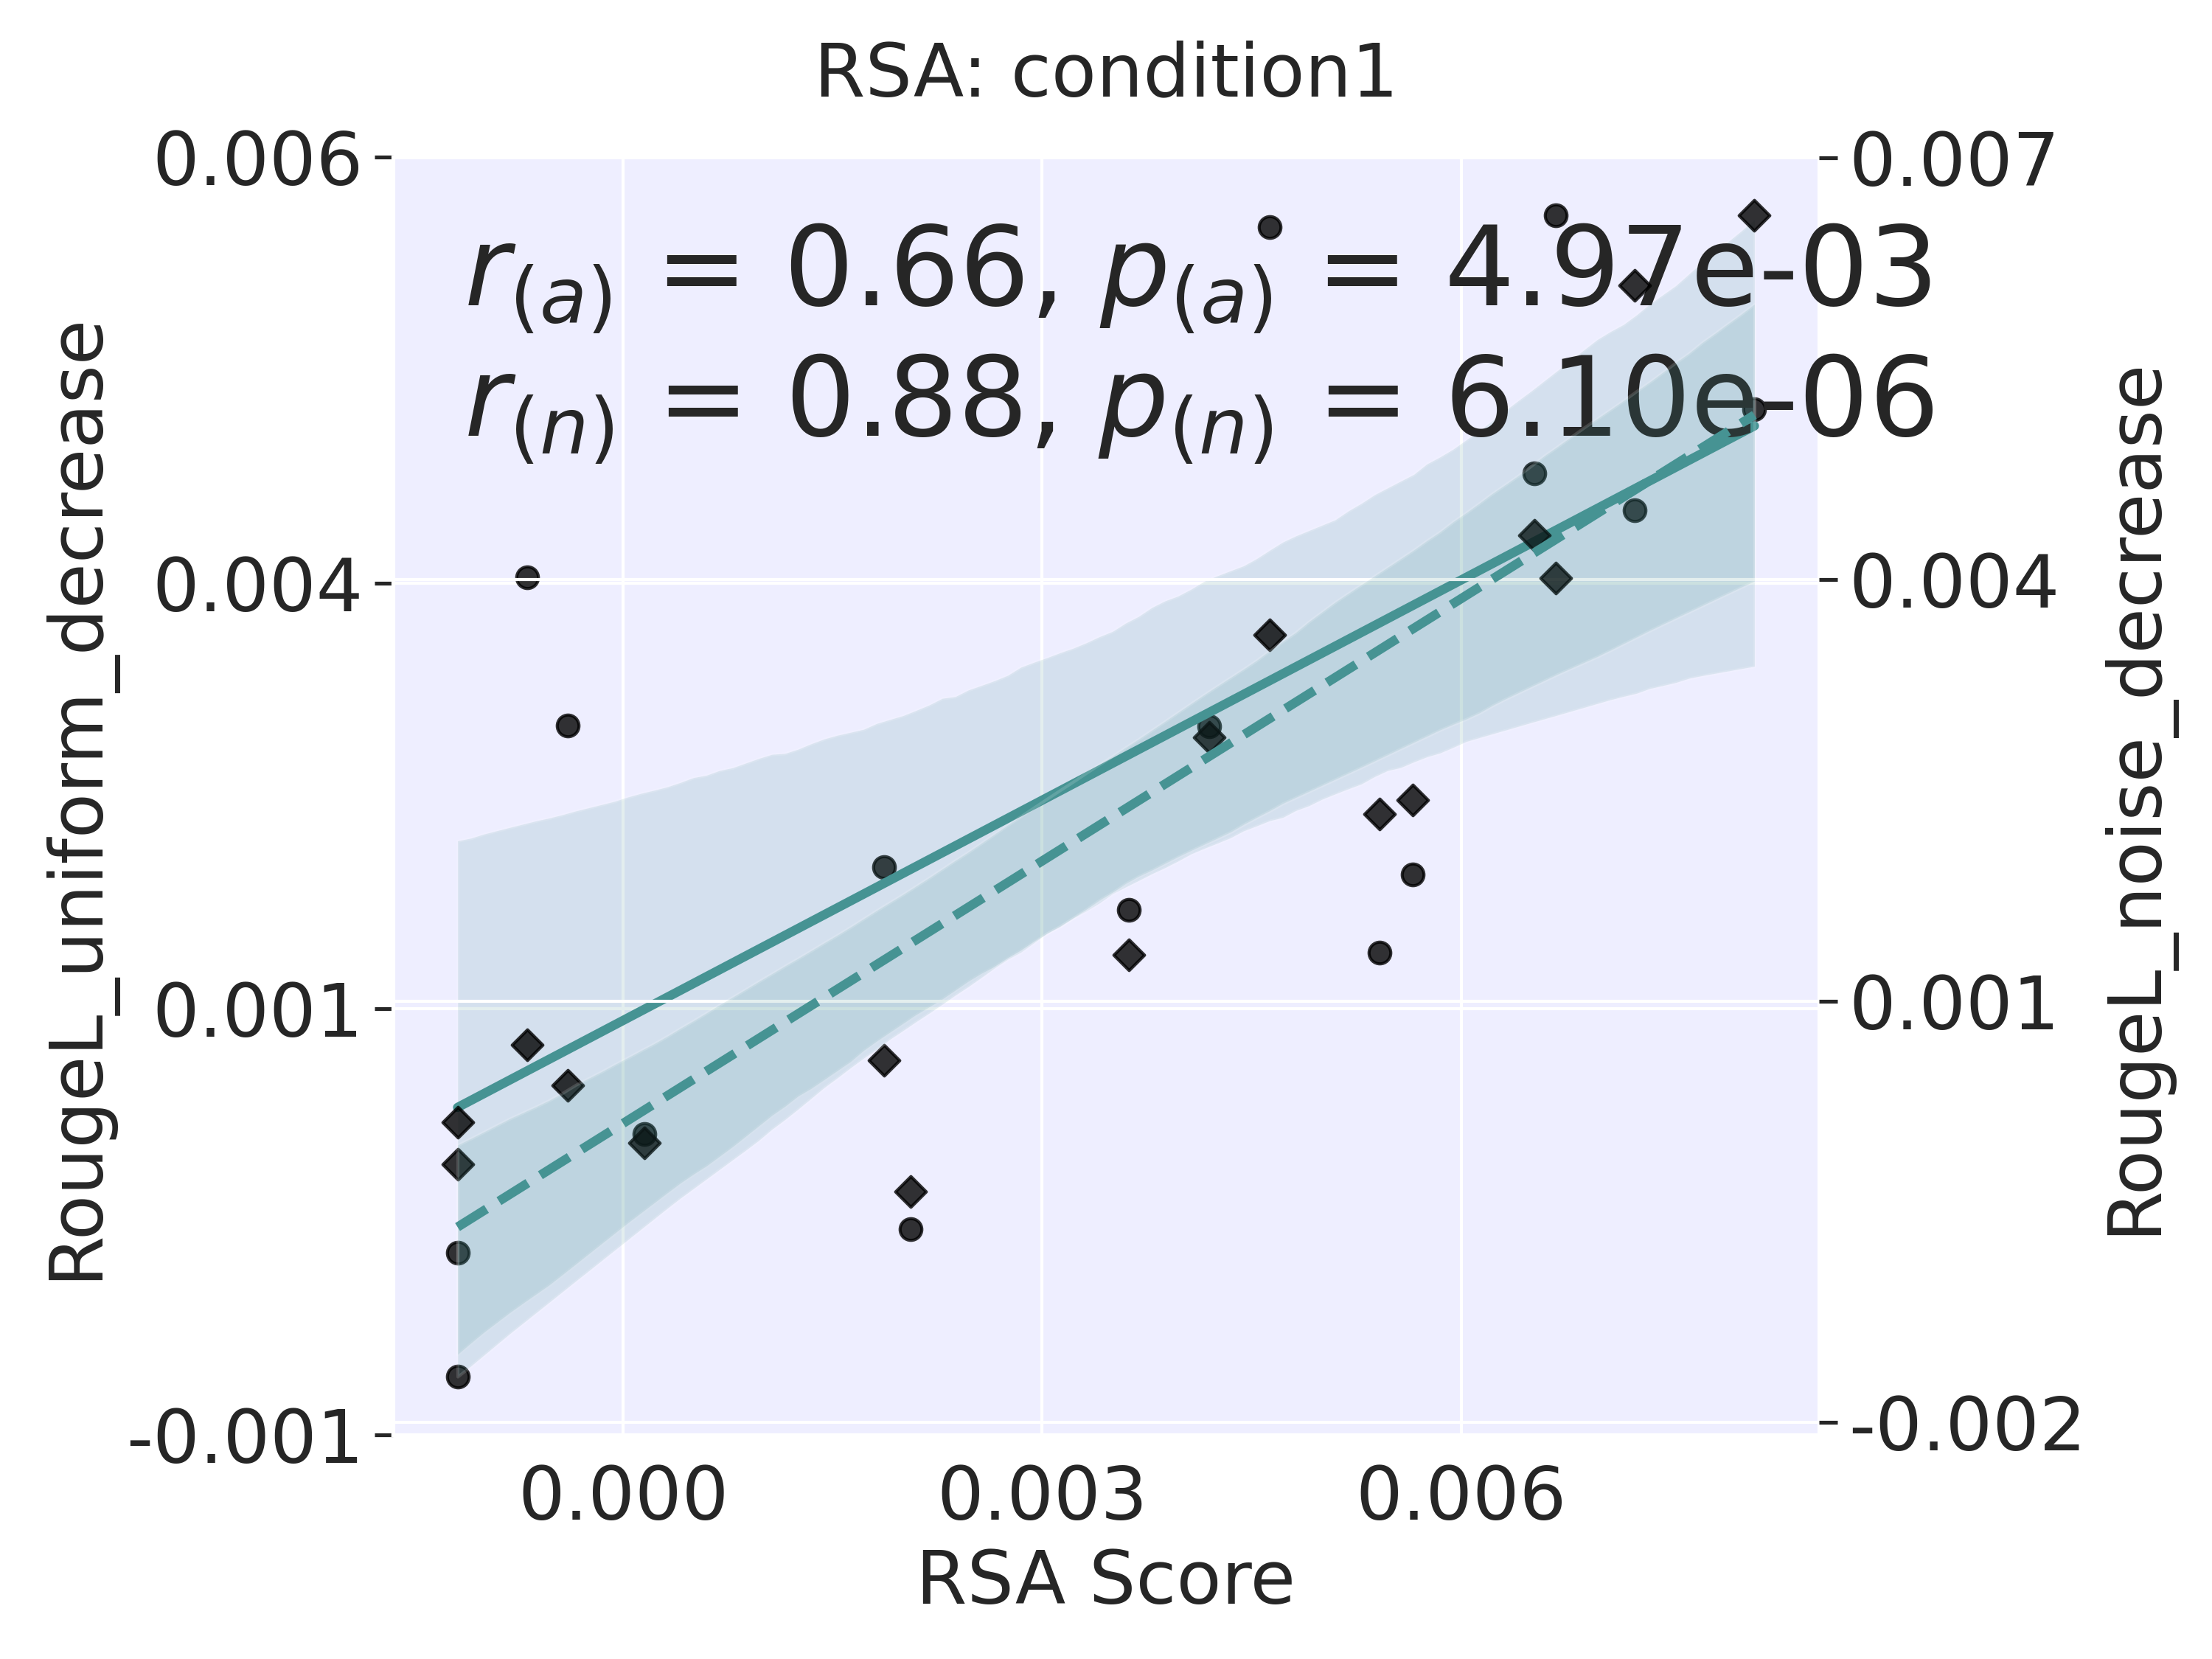 RSA: condition1
0.006
0.004
0.001
-0.001
RougeL_uniform_decrease
r(a) = 0.66, p(a) = 4.97e-03
r(n) = 0.88, p(n) = 6.10e-06
0.007
0.004
0.001
-0.002
RougeL_noise_decrease
0.000 0.003 0.006
RSA Score